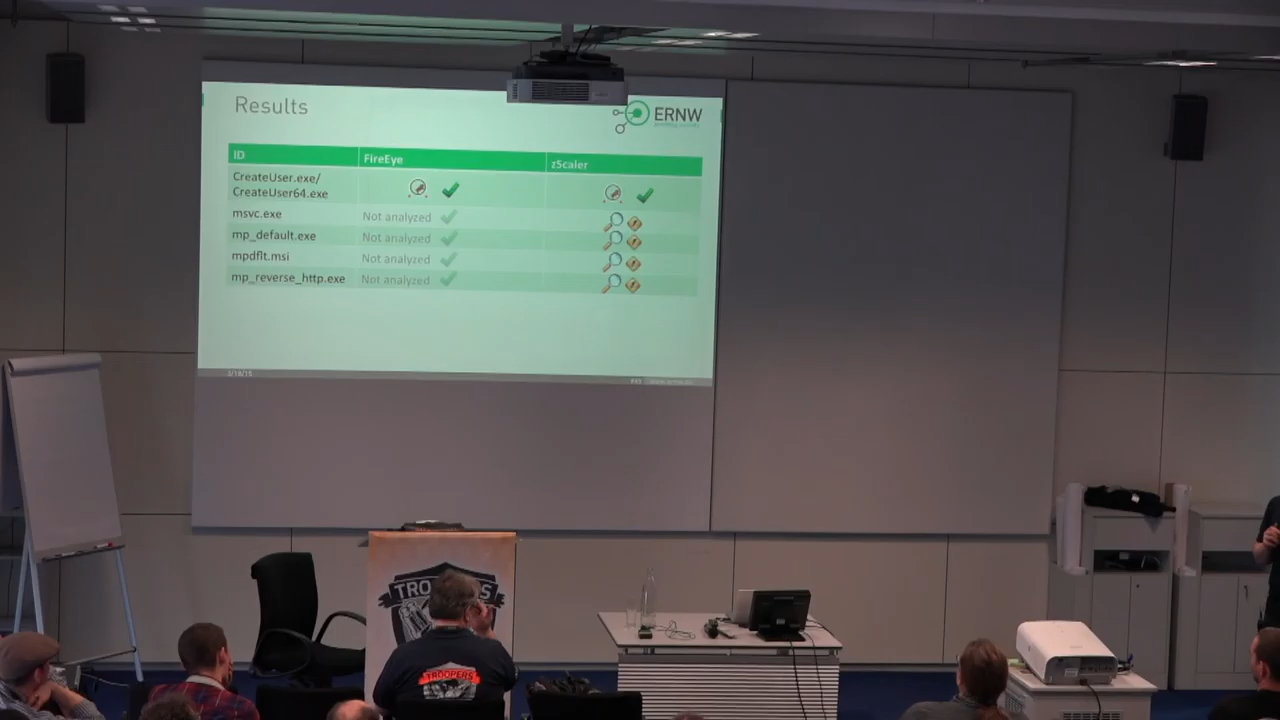 Results
ERNW
ID FireEye zScaler
CreateUser.exe/
CreateUser64.exe
msvc.exe Not analyzed
mp_default.exe Not analyzed
mpdflt.msi Not analyzed
mp_reverse_http.exe Not analyzed
TROOPERS
TROOPERS